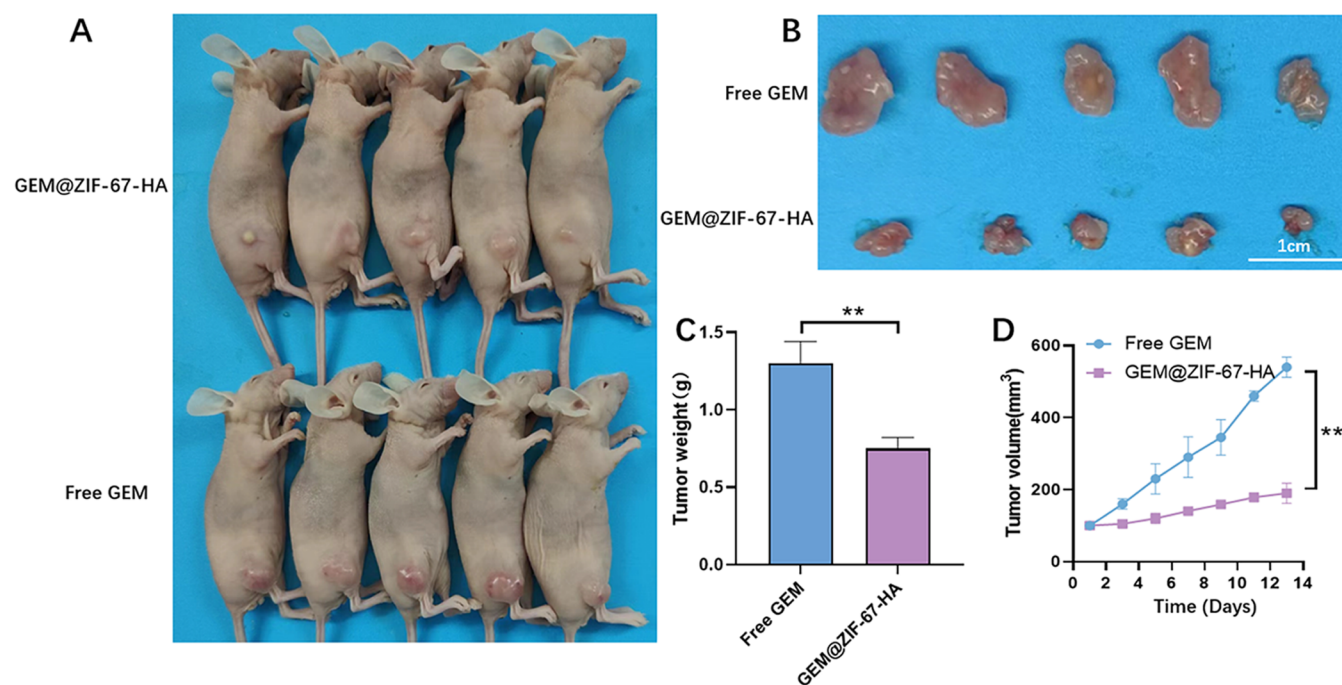 A
GEM@ZIF-67-HA
Free GEM
B
Free GEM
GEM@ZIF-67-HA
1cm
C
**
Tumor weight(g)
1.5
1.0
0.5
0.0
Free GEM
GEM@ZIF-67-HA
D
Free GEM
GEM@ZIF-67-HA
**
Tumor volume(mm³)
600
400
200
0
0 2 4 6 8 10 12 14
Time (Days)